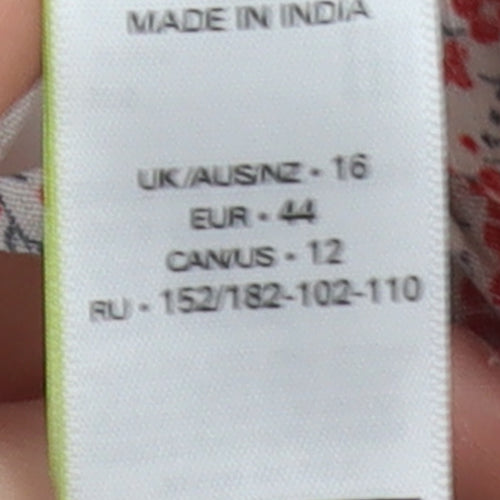 MADE IN INDIA
UK/AUS/NZ - 16
EUR - 44
CAN/US - 12
RU - 152/182-102-110